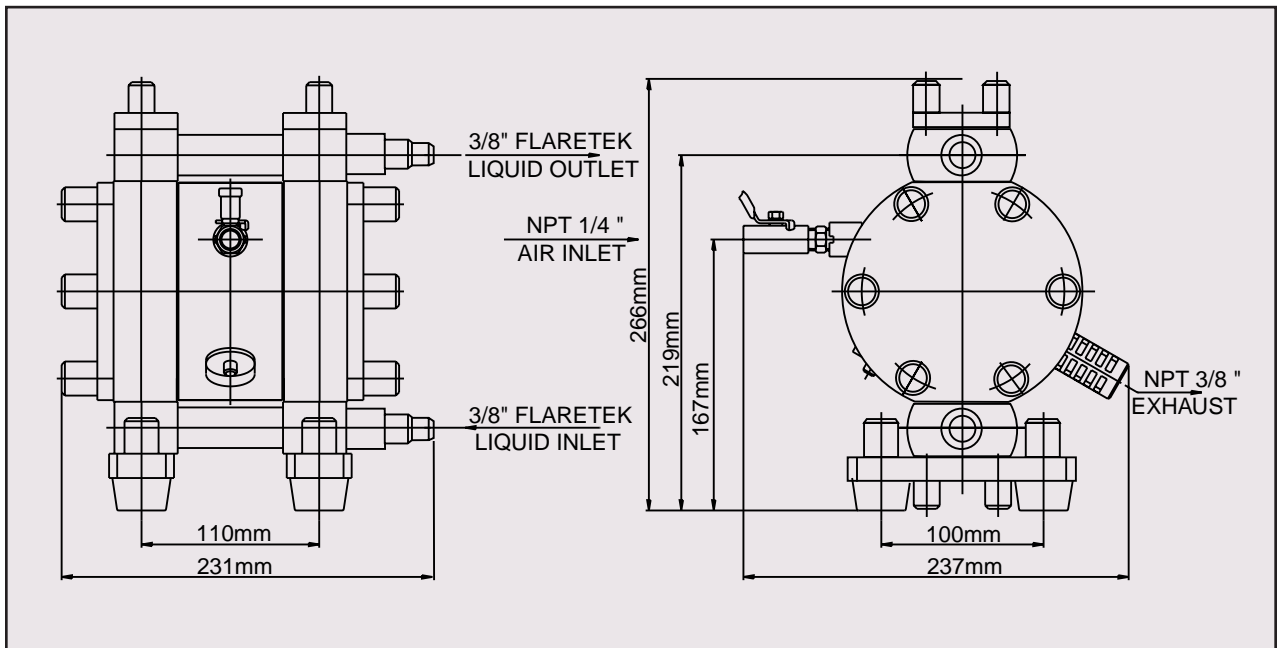 3/8" FLARETEK
LIQUID OUTLET
NPT 1/4 "
AIR INLET
3/8" FLARETEK
LIQUID INLET
110mm
231mm
266mm
219mm
167mm
NPT 3/8 "
EXHAUST
100mm
237mm